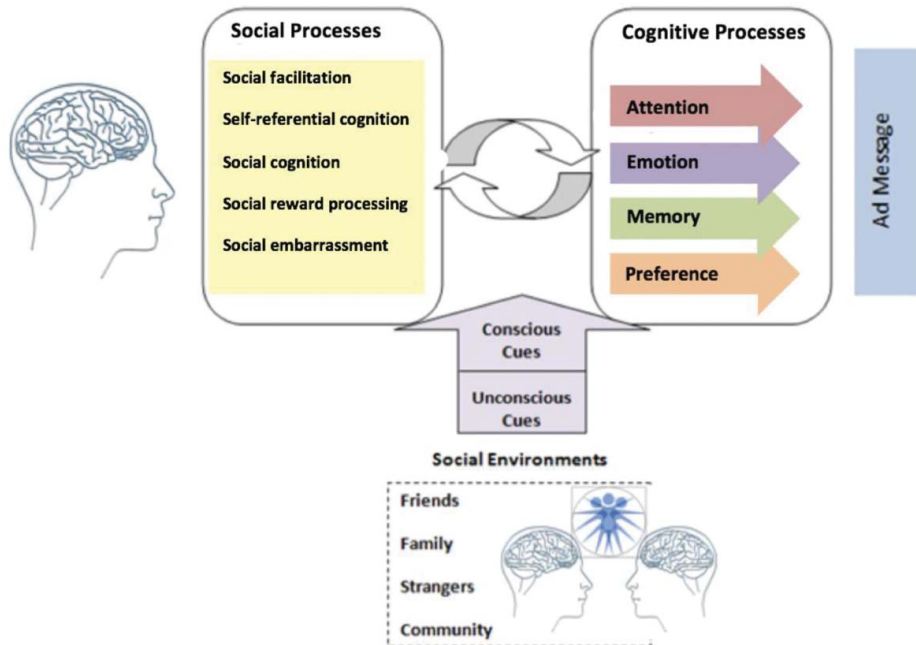 Social Processes
Social facilitation
Self-referential cognition
Social cognition
Social reward processing
Social embarrassment
Cognitive Processes
Attention
Emotion
Memory
Preference
Ad Message
Conscious
Cues
Unconscious
Cues
Social Environments
Friends
Family
Strangers
Community